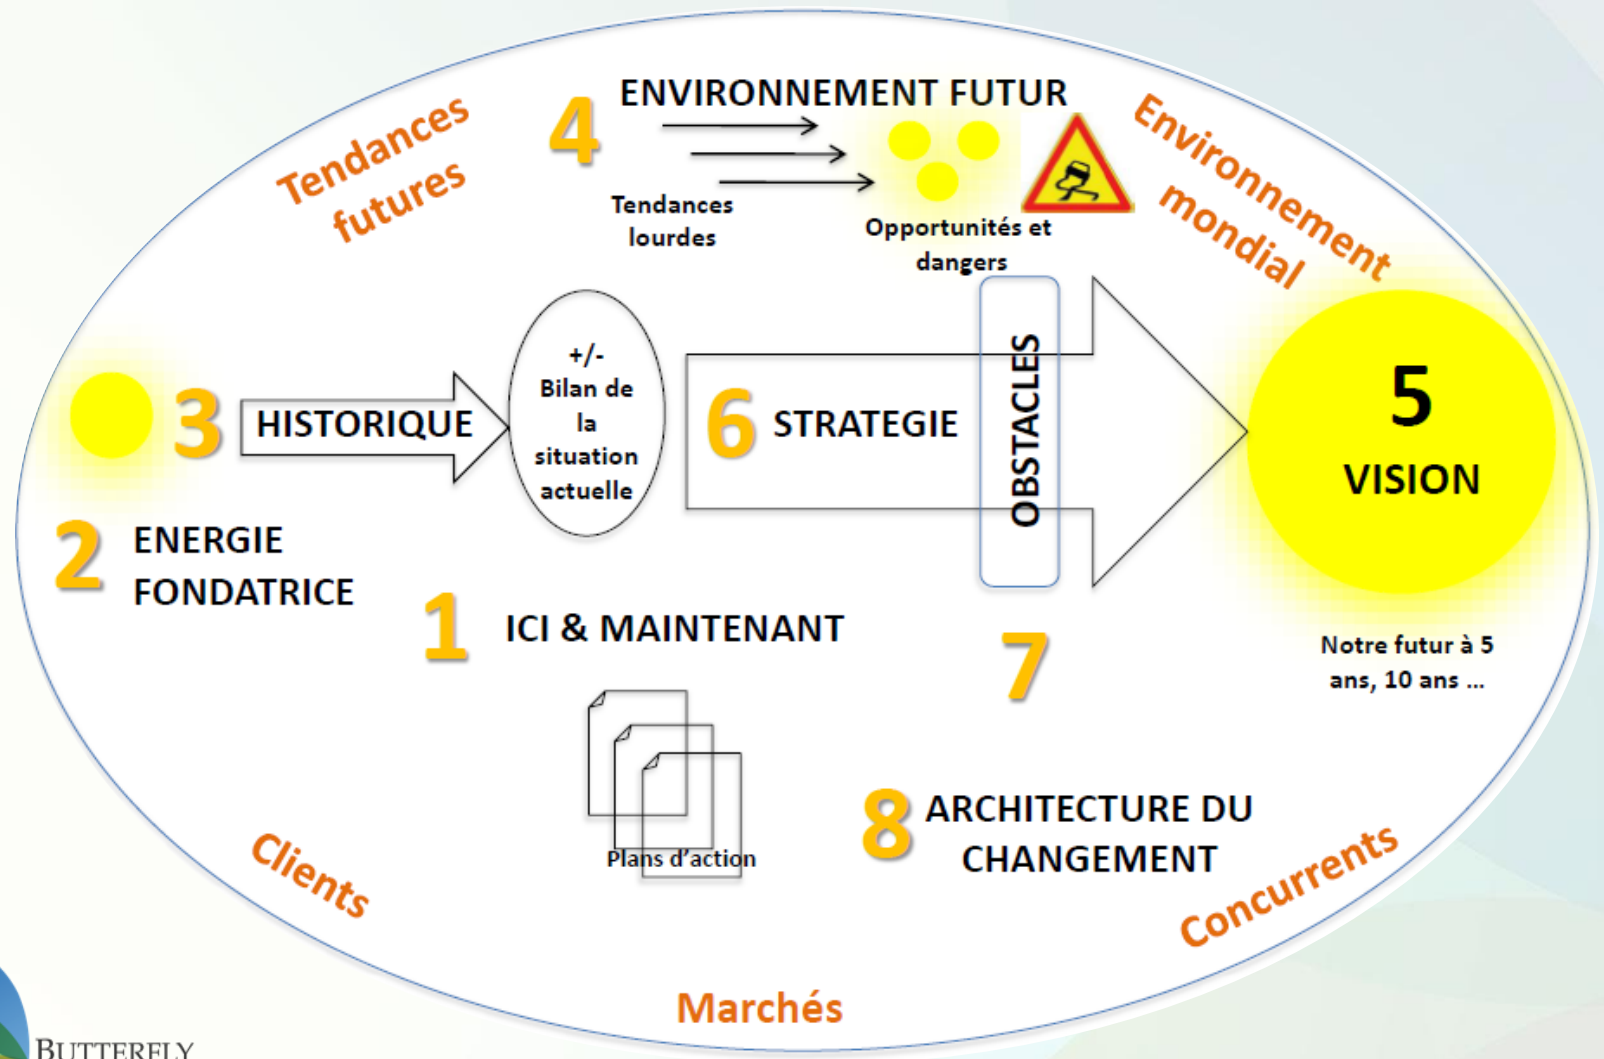 4 ENVIRONNEMENT FUTUR
Tendances
futures
Environnement
mondial
Tendances
lourdes
Opportunités et
dangers
3 HISTORIQUE
+/-
Bilan de
la
situation
actuelle
6 STRATEGIE
OBSTACLES
5
VISION
2 ENERGIE
FONDATRICE
1 ICI & MAINTENANT
7
Notre futur à 5
ans, 10 ans ...
Plans d’action
8 ARCHITECTURE DU
CHANGEMENT
Clients
Concurrents
Marchés
BUTTERFLY